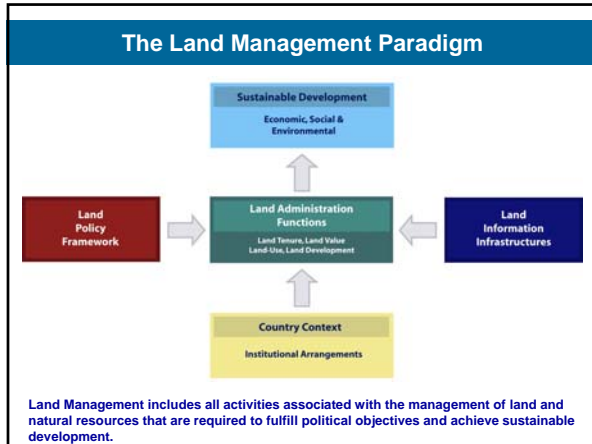 The Land Management Paradigm
Sustainable Development
Economic, Social &
Environmental
Land
Policy
Framework
Land Administration
Functions
Land Tenure, Land Value
Land-Use, Land Development
Land
Information
Infrastructures
Country Context
Institutional Arrangements
Land Management includes all activities associated with the management of land and
natural resources that are required to fulfill political objectives and achieve sustainable
development.